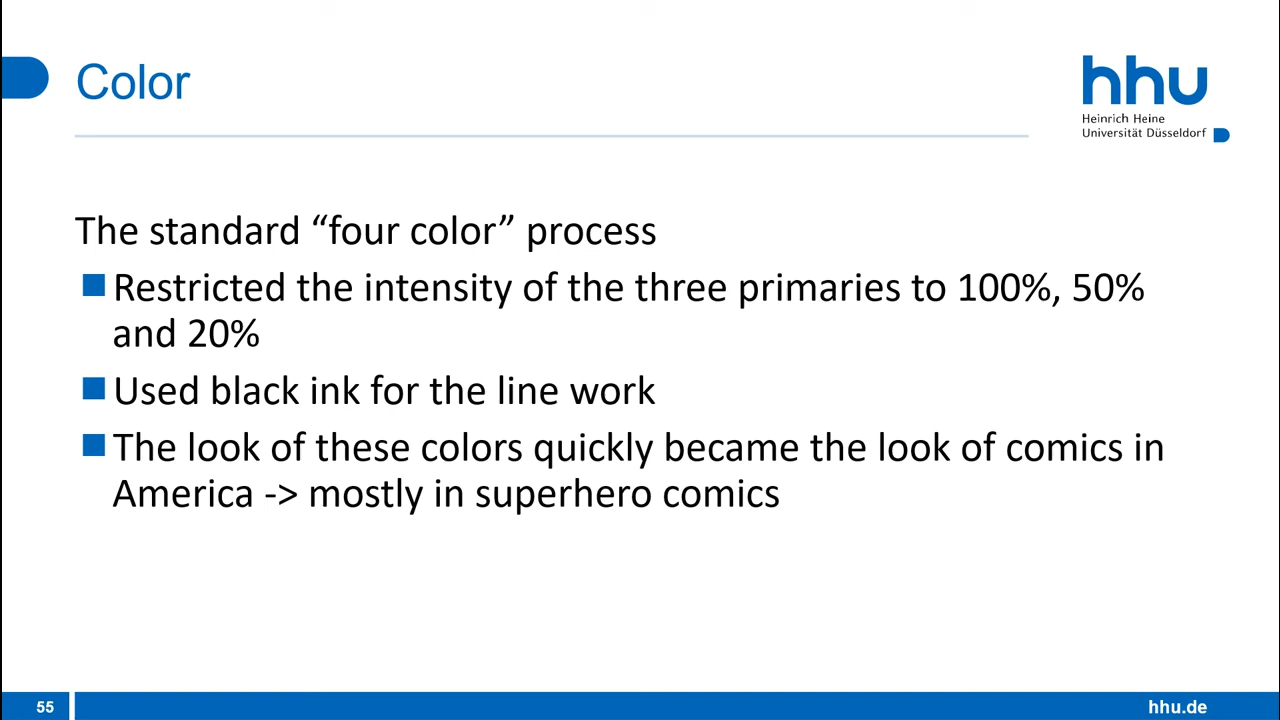 Color
hhu
Heinrich Heine
Universität Düsseldorf
The standard “four color” process
Restricted the intensity of the three primaries to 100%, 50%
and 20%
Used black ink for the line work
The look of these colors quickly became the look of comics in
America -> mostly in superhero comics
55
hhu.de